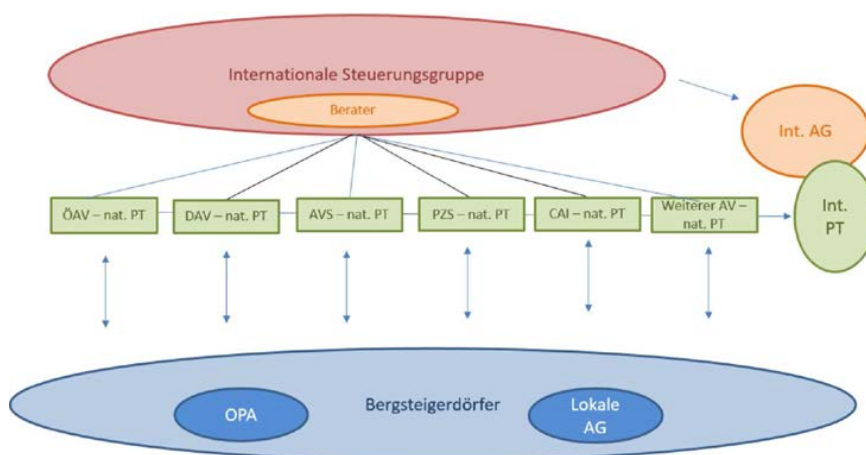 Internationale Steuerungsgruppe
Berater
Int. AG
ÖAV – nat. PT
DAV – nat. PT
AVS – nat. PT
PZS – nat. PT
CAI – nat. PT
Weiterer AV –
nat. PT
Int.
PT
OPA
Bergsteigerdörfer
Lokale
AG